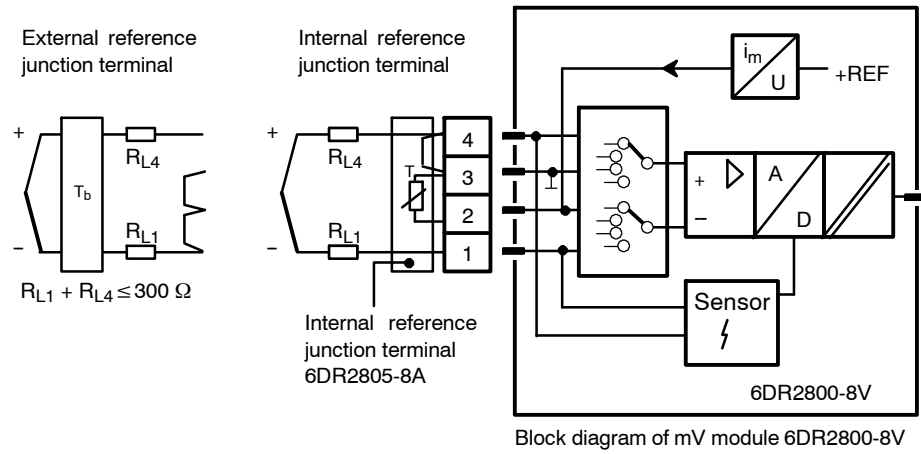 External reference
junction terminal
Internal reference
junction terminal
i_m
U
+REF
+
R_L4
T_b
R_L1
–
R_L1 + R_L4 ≤ 300 Ω
+
R_L4
T
R_L1
–
4
3
2
1
+
–
A
D
Sensor
Internal reference
junction terminal
6DR2805-8A
6DR2800-8V
Block diagram of mV module 6DR2800-8V